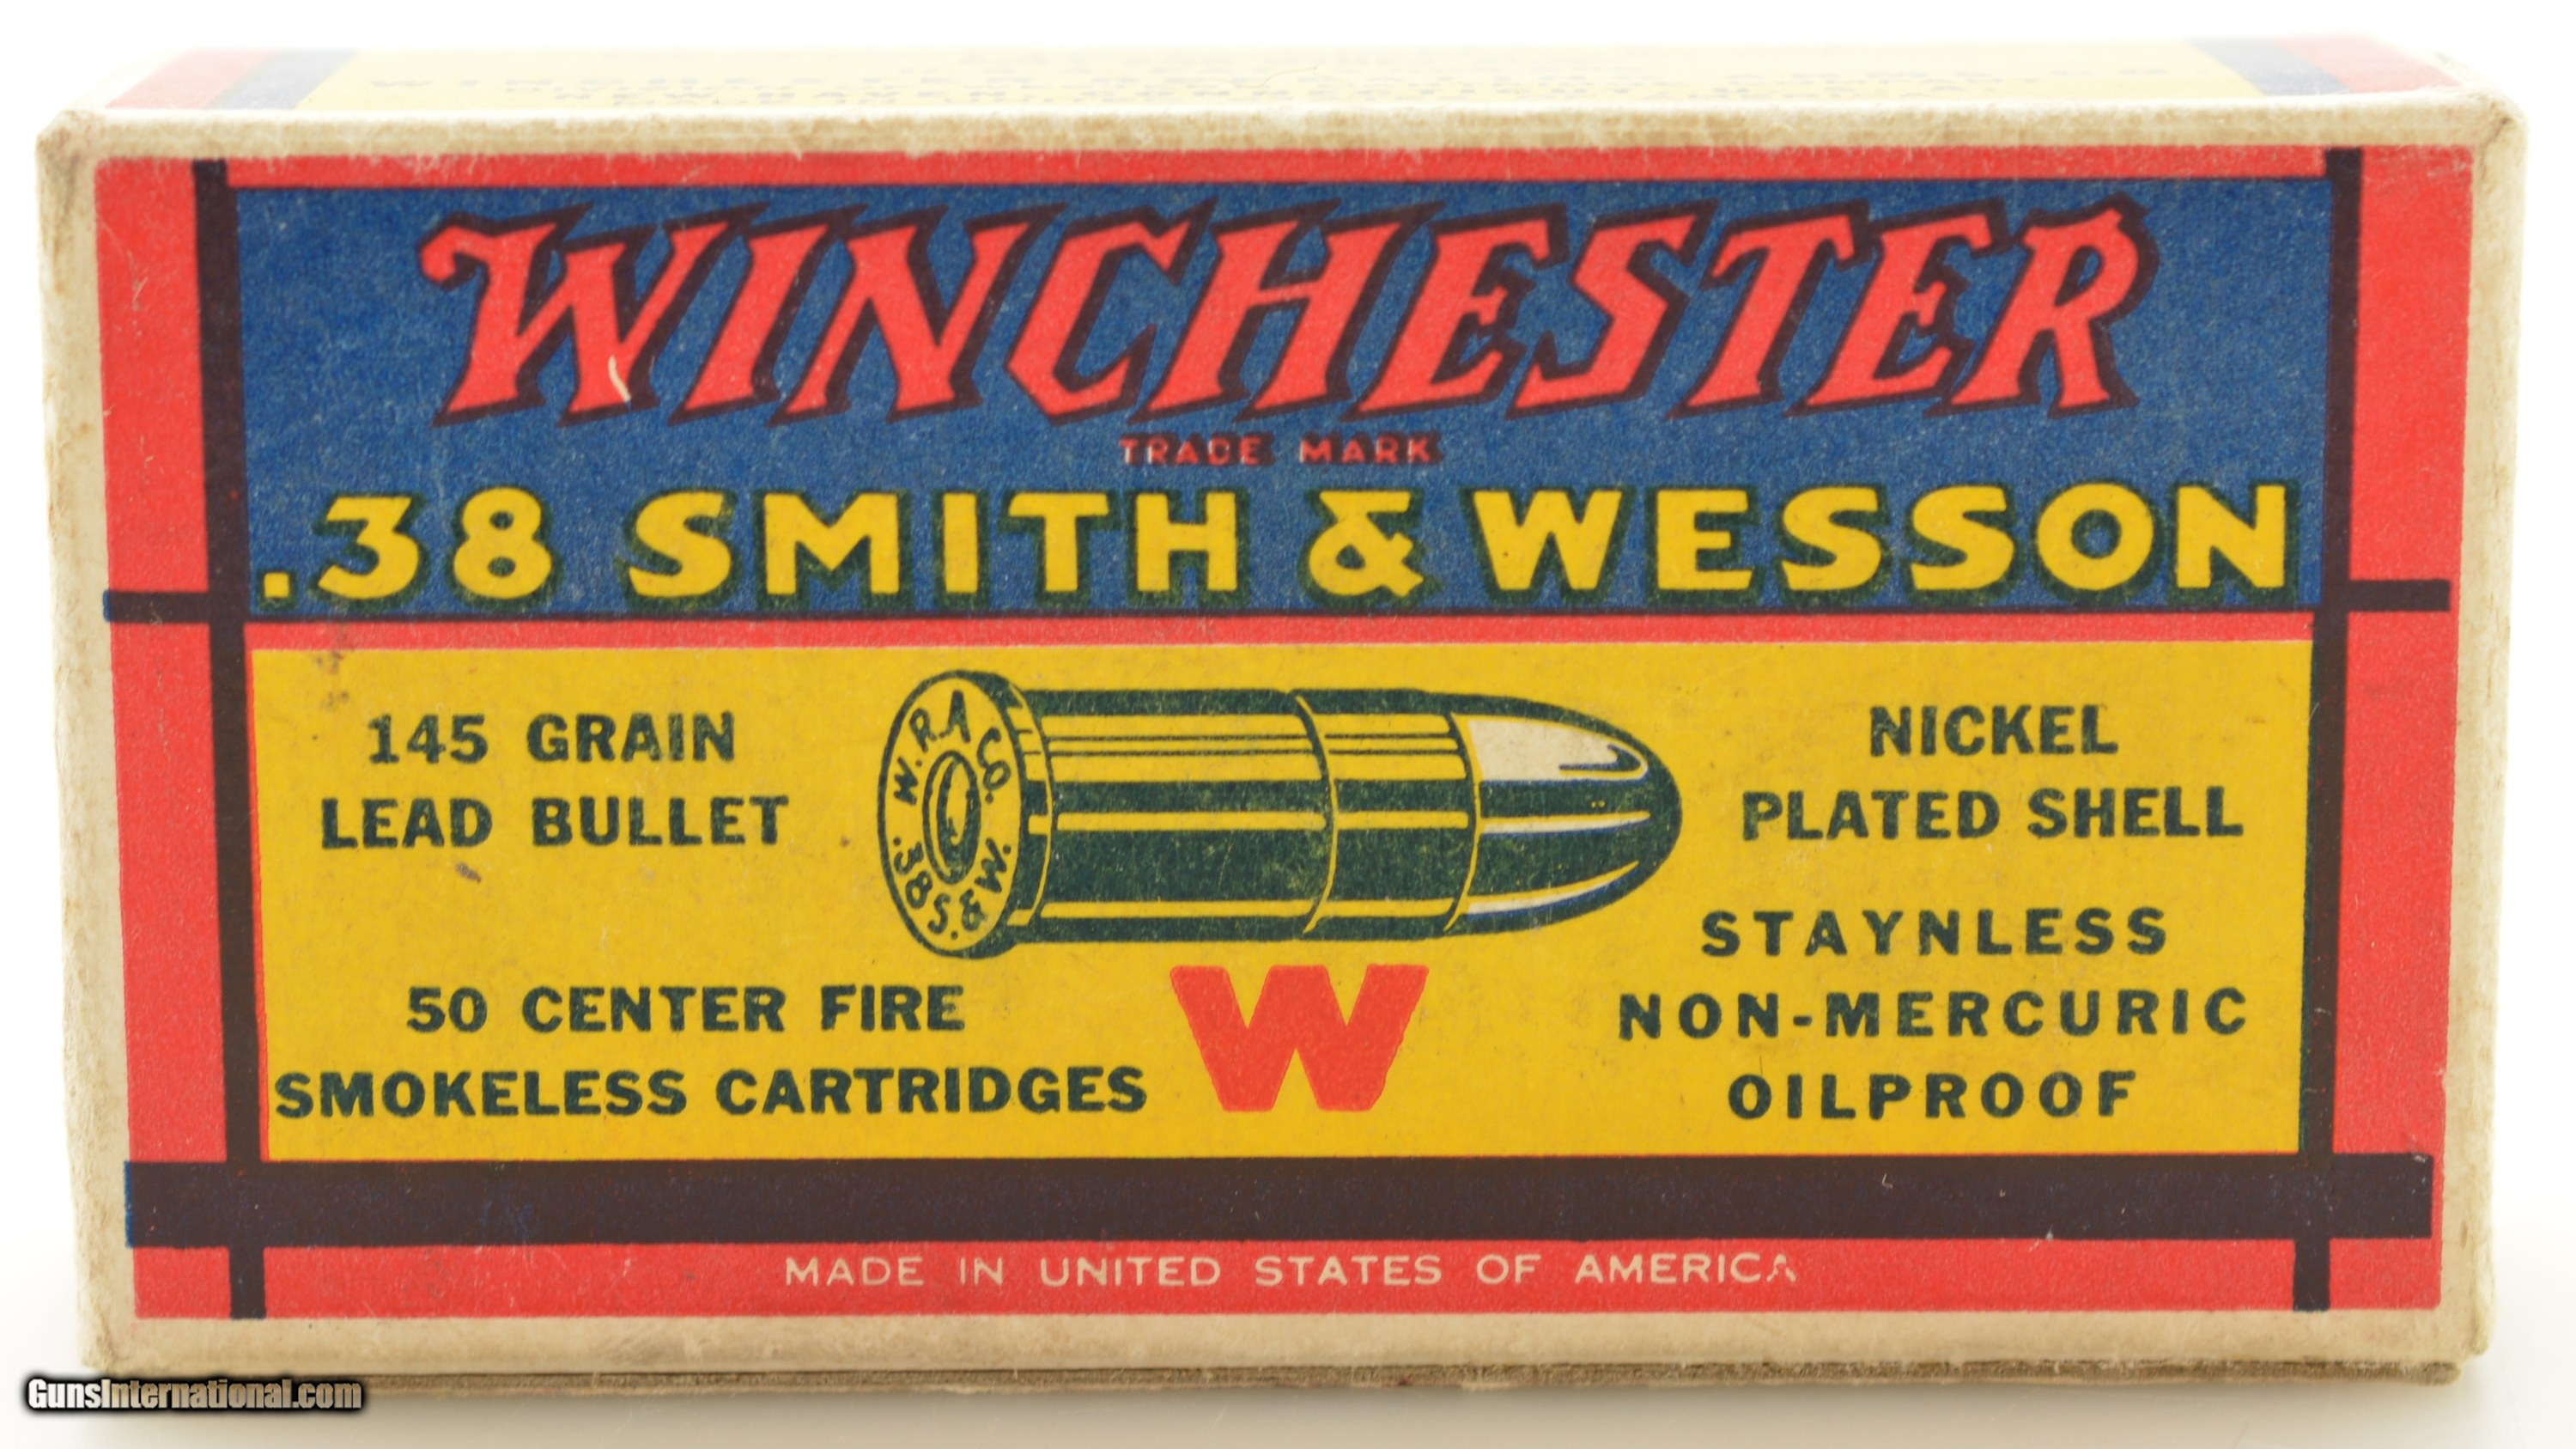 WINCHESTER
TRADE MARK
.38 SMITH & WESSON
145 GRAIN
LEAD BULLET
W.R.A CO.
.38 S.& W.
NICKEL
PLATED SHELL
50 CENTER FIRE
SMOKELESS CARTRIDGES
W
STAYNLESS
NON-MERCURIC
OILPROOF
MADE IN UNITED STATES OF AMERICA
GunsInternational.com